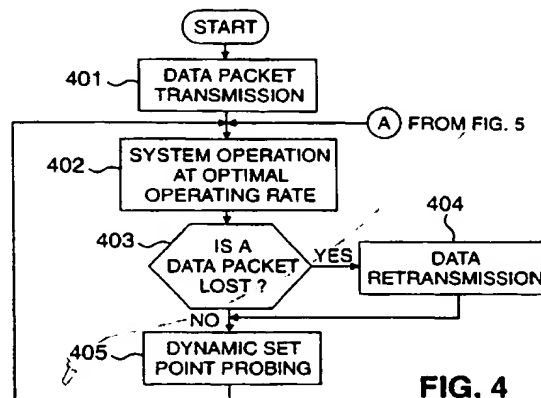 START
401
DATA PACKET
TRANSMISSION
A
FROM FIG. 5
402
SYSTEM OPERATION
AT OPTIMAL
OPERATING RATE
403
IS A
DATA PACKET
LOST ?
YES
404
DATA
RETRANSMISSION
NO
405
DYNAMIC SET
POINT PROBING
FIG. 4